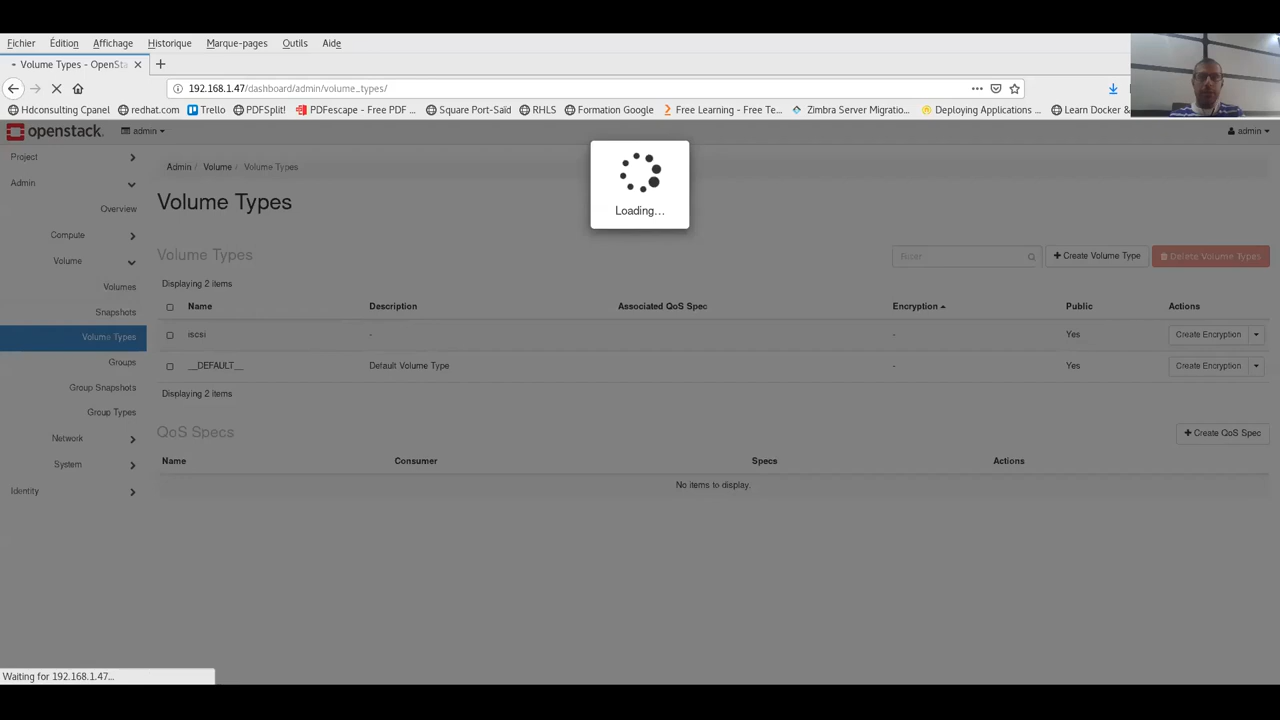 Fichier Édition Affichage Historique Marque-pages Outils Aide
Volume Types - OpenSta
192.168.1.47/dashboard/admin/volume_types/
Hdconsulting Cpanel redhat.com Trello PDFSplit! PDFescape - Free PDF ... Square Port-Saïd RHLS Formation Google Free Learning - Free Te... Zimbra Server Migratio... Deploying Applications ... Learn Docker &
openstack. admin admin
Project
Admin
Overview
Compute
Volume
Volumes
Snapshots
Volume Types
Groups
Group Snapshots
Group Types
Network
System
Identity
Admin / Volume / Volume Types
Volume Types
Loading...
Volume Types Filter Create Volume Type Delete Volume Types
Displaying 2 items
Name Description Associated QoS Spec Encryption Public Actions
iscsi - - Yes Create Encryption
__DEFAULT__ Default Volume Type - Yes Create Encryption
Displaying 2 items
QoS Specs Create QoS Spec
Name Consumer Specs Actions
No items to display.
Waiting for 192.168.1.47...